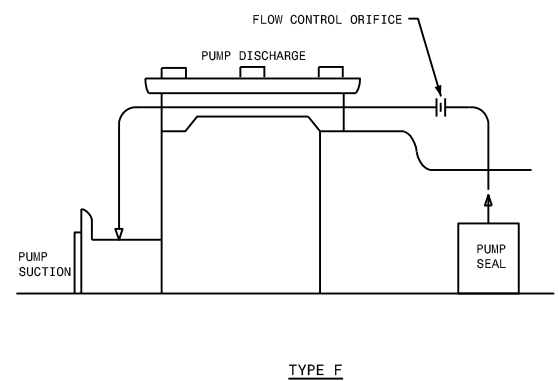 FLOW CONTROL ORIFICE
PUMP DISCHARGE
PUMP
SUCTION
PUMP
SEAL
TYPE F